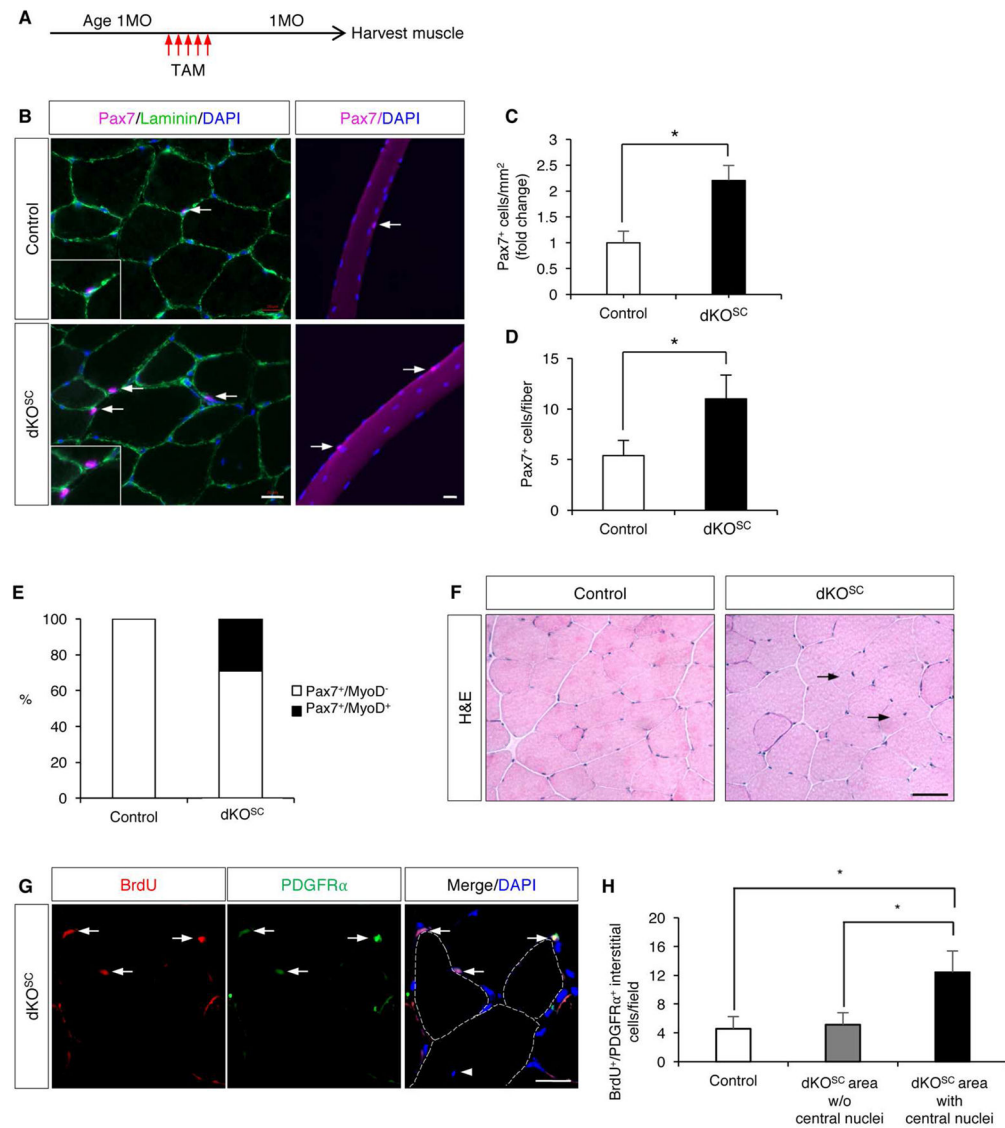 A
Age 1MO
1MO
Harvest muscle
TAM
B
Pax7/Laminin/DAPI
Pax7/DAPI
Control
dKOSC
C
Pax7+ cells/mm2
(fold change)
3
2.5
2
1.5
1
0.5
0
*
Control
dKOSC
D
Pax7+ cells/fiber
15
10
5
0
*
Control
dKOSC
E
100
80
60
40
20
0
%
Control
dKOSC
Pax7+/MyoD-
Pax7+/MyoD+
F
Control
dKOSC
H&E
G
BrdU
PDGFRα
Merge/DAPI
dKOSC
H
BrdU+/PDGFRα+ interstitial
cells/field
20
16
12
8
4
0
*
*
Control
dKOSC area
w/o
central nuclei
dKOSC area
with
central nuclei